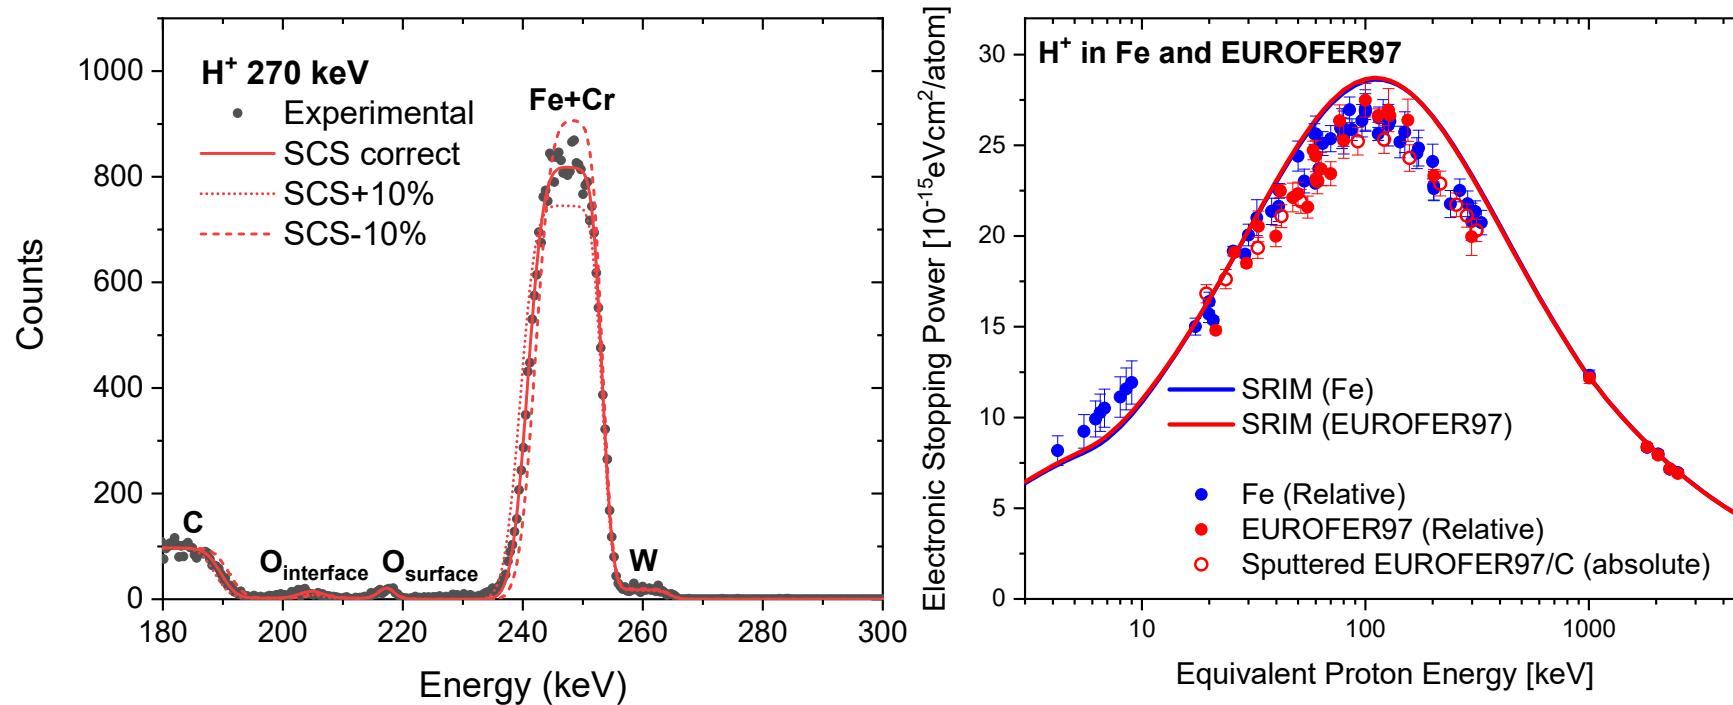 H⁺ 270 keV
Experimental
SCS correct
SCS+10%
SCS-10%
Fe+Cr
C
O_interface
O_surface
W
1000
800
600
400
200
0
180 200 220 240 260 280 300
Counts
Energy (keV)
H⁺ in Fe and EUROFER97
SRIM (Fe)
SRIM (EUROFER97)
Fe (Relative)
EUROFER97 (Relative)
Sputtered EUROFER97/C (absolute)
30
25
20
15
10
5
0
10 100 1000
Electronic Stopping Power [10⁻¹⁵eVcm²/atom]
Equivalent Proton Energy [keV]